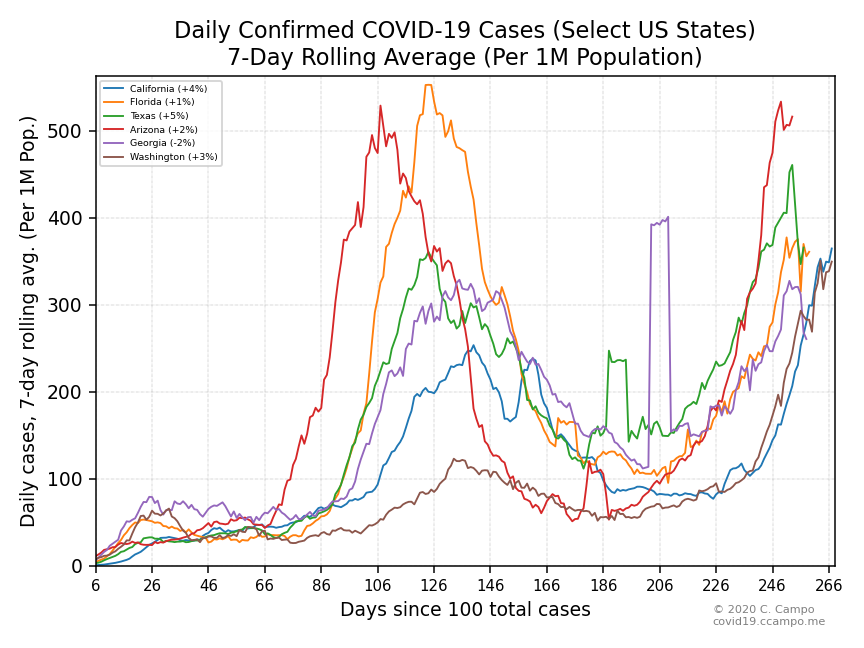 Daily Confirmed COVID-19 Cases (Select US States)
7-Day Rolling Average (Per 1M Population)
California (+4%)
Florida (+1%)
Texas (+5%)
Arizona (+2%)
Georgia (-2%)
Washington (+3%)
Daily cases, 7-day rolling avg. (Per 1M Pop.)
500
400
300
200
100
0
6 26 46 66 86 106 126 146 166 186 206 226 246 266
Days since 100 total cases
© 2020 C. Campo
covid19.ccampo.me